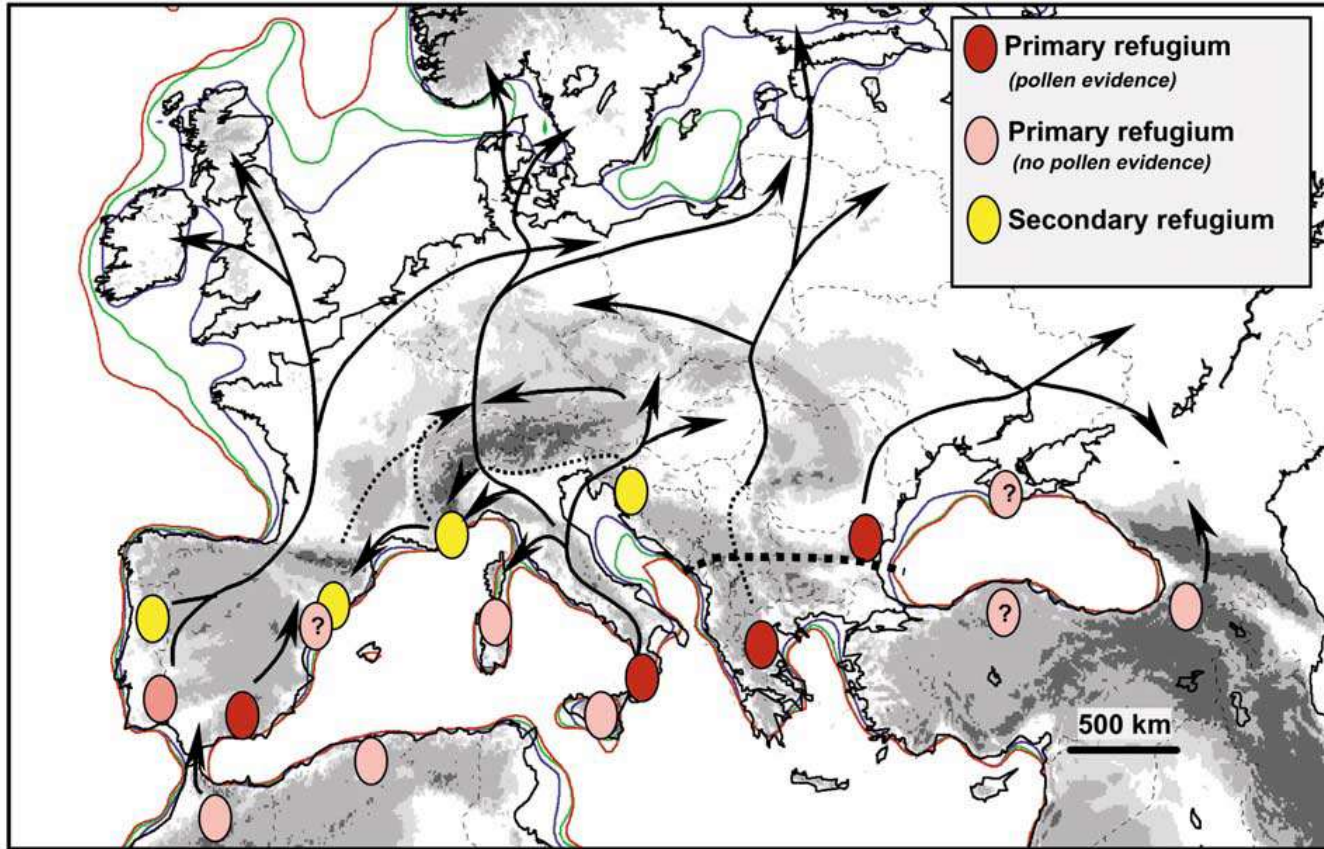 Primary refugium
(pollen evidence)
Primary refugium
(no pollen evidence)
Secondary refugium
?
?
?
500 km